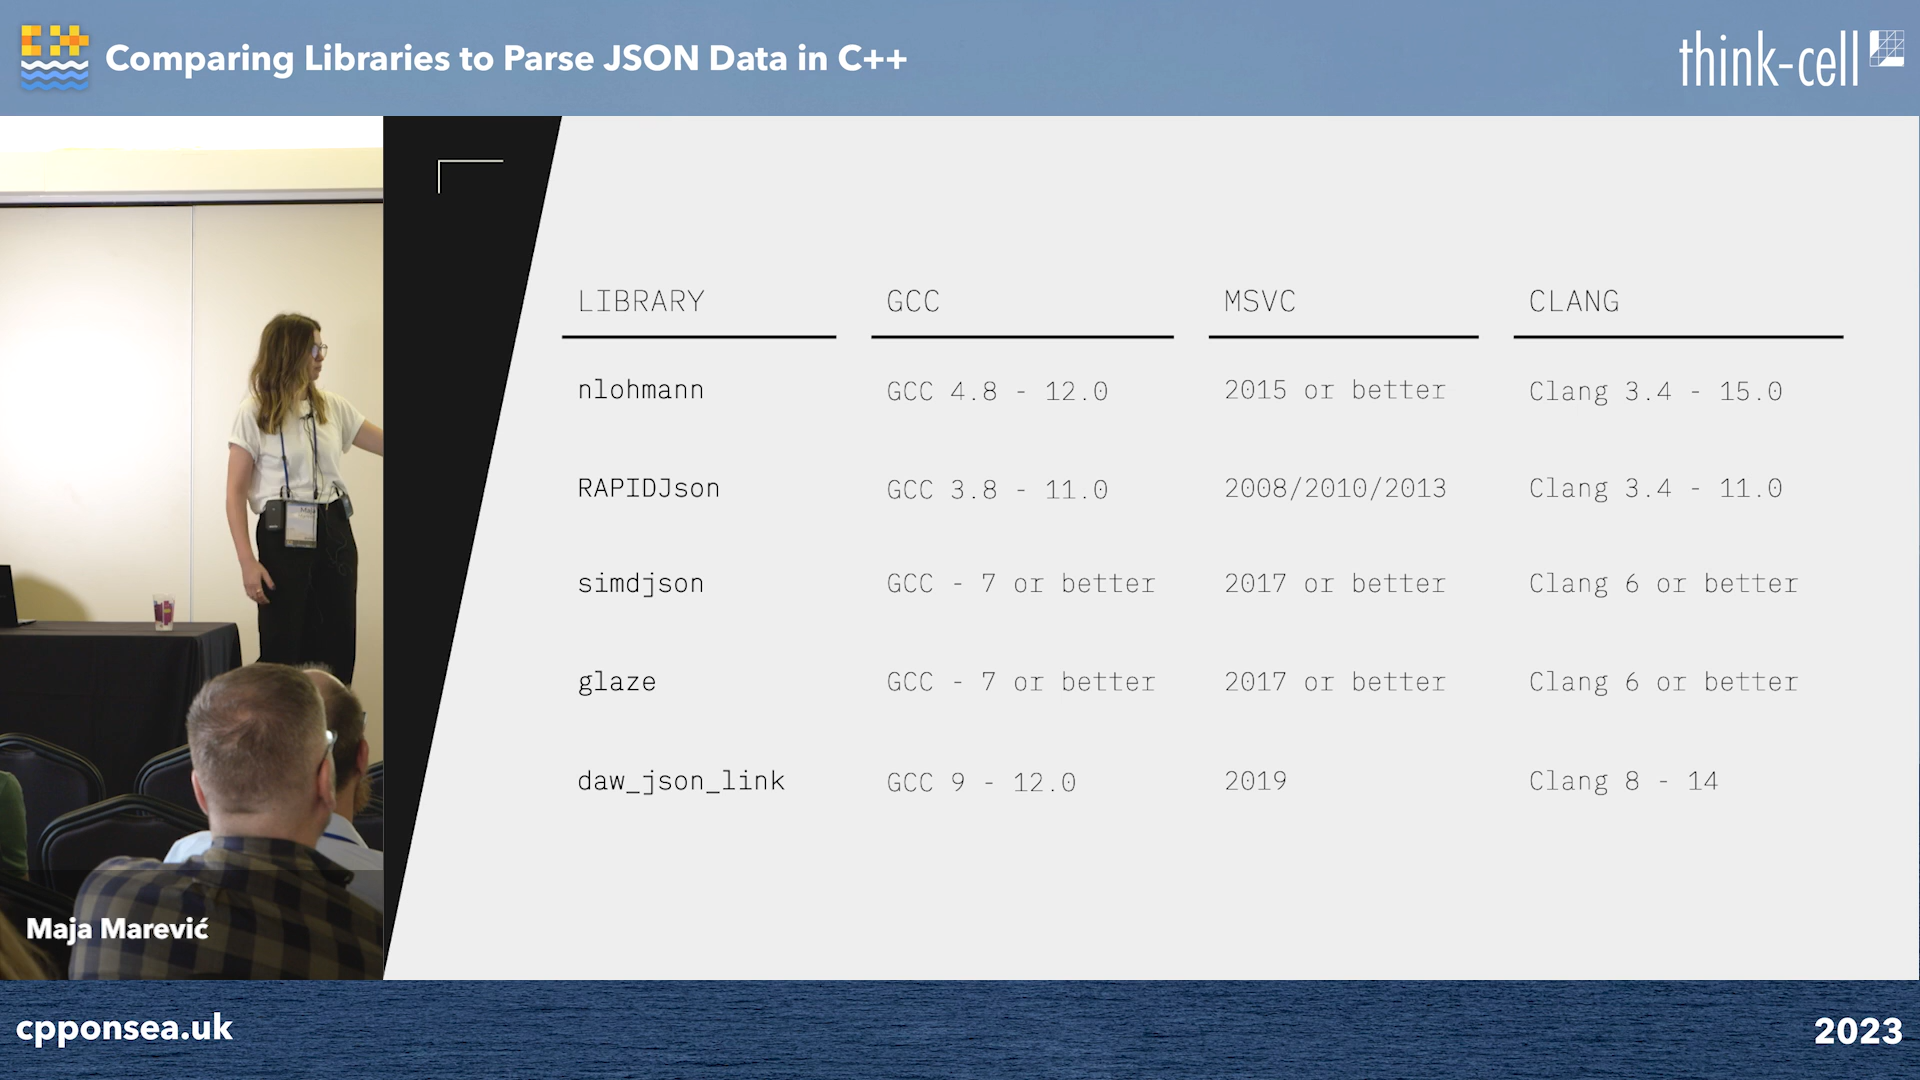 Comparing Libraries to Parse JSON Data in C++
think-cell
LIBRARY GCC MSVC CLANG
nlohmann GCC 4.8 - 12.0 2015 or better Clang 3.4 - 15.0
RAPIDJson GCC 3.8 - 11.0 2008/2010/2013 Clang 3.4 - 11.0
simdjson GCC - 7 or better 2017 or better Clang 6 or better
glaze GCC - 7 or better 2017 or better Clang 6 or better
daw_json_link GCC 9 - 12.0 2019 Clang 8 - 14
Maja
Maja Marević
cpponsea.uk
2023